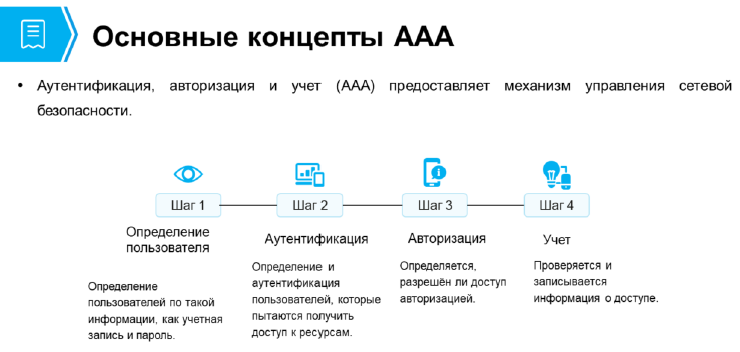 Основные концепты ААА
• Аутентификация, авторизация и учет (ААА) предоставляет механизм управления сетевой
безопасности.
Шаг 1
Шаг 2
Шаг 3
Шаг 4
Определение
пользователя
Аутентификация
Авторизация
Учет
Определение
пользователей по такой
информации, как учетная
запись и пароль.
Определение и
аутентификация
пользователей, которые
пытаются получить
доступ к ресурсам.
Определяется,
разрешён ли доступ
авторизацией.
Проверяется и
записывается
информация о доступе.